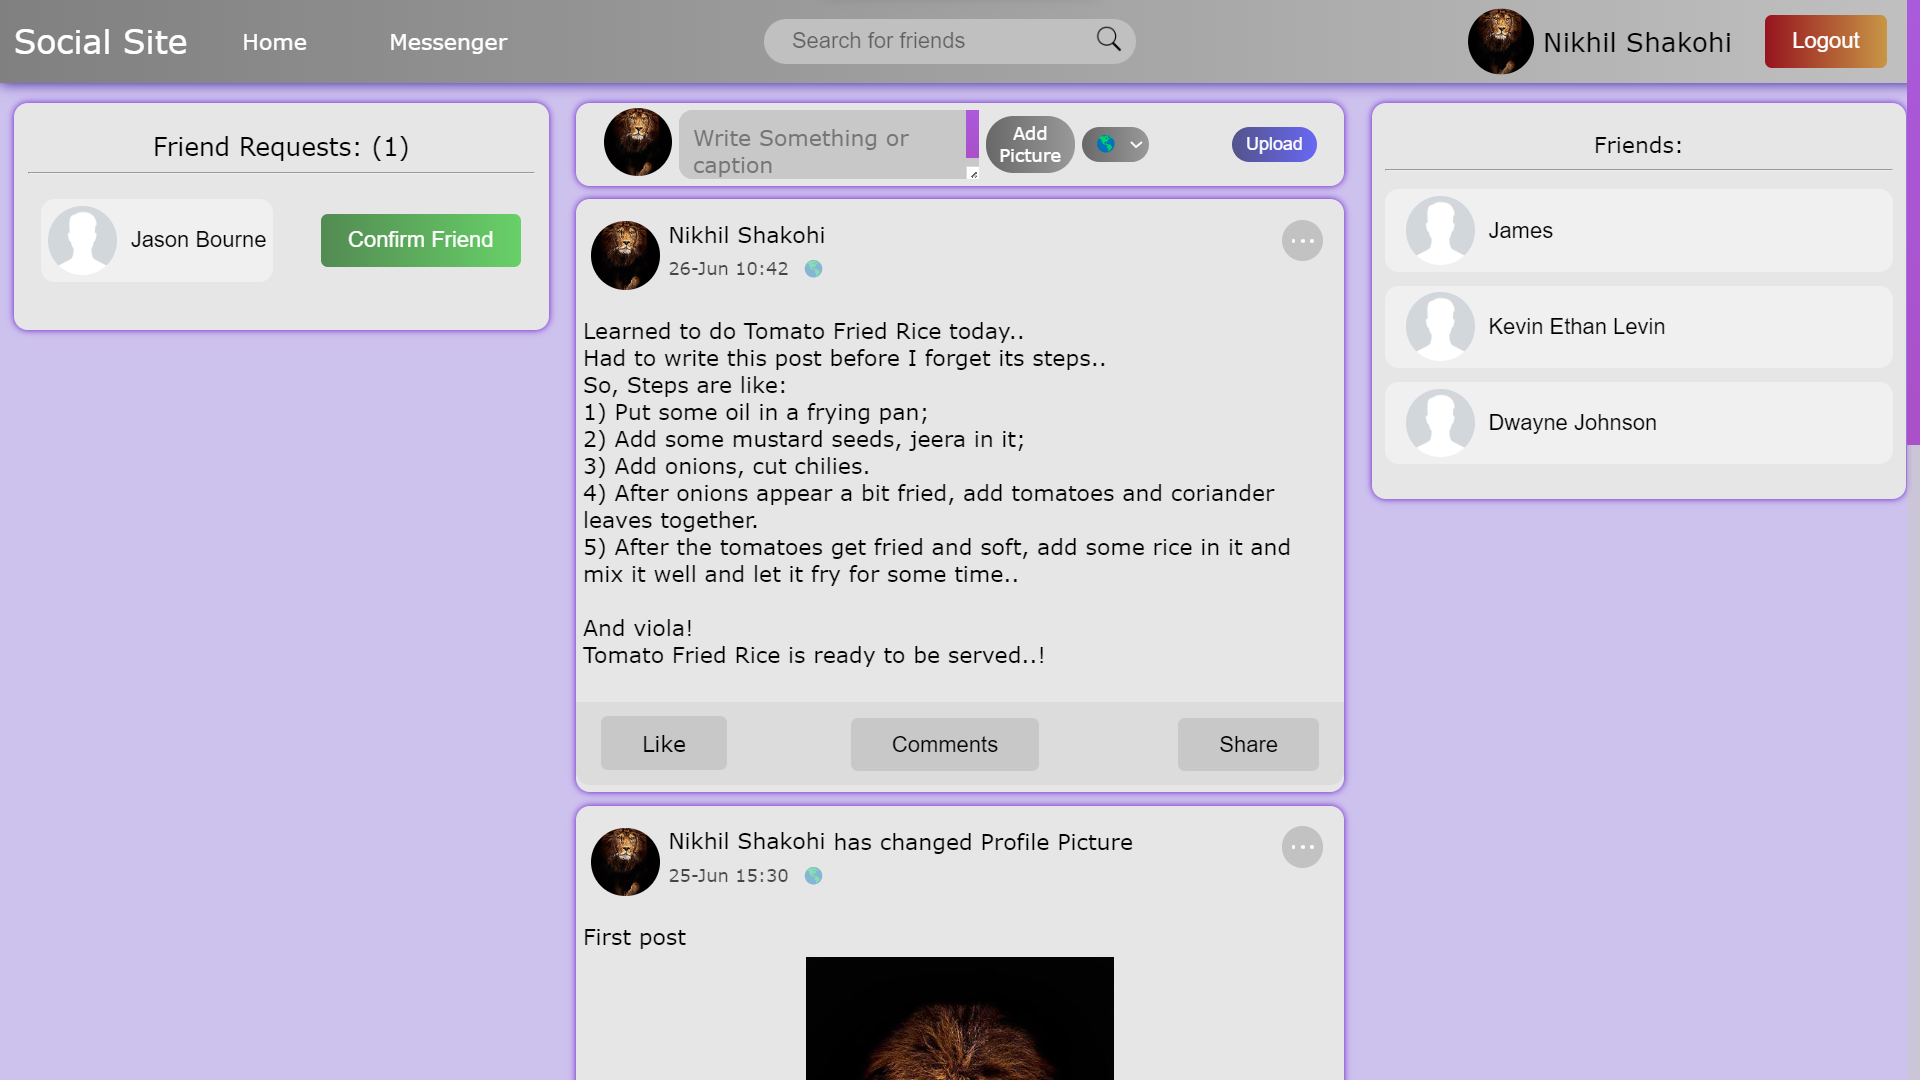 Social Site
Home
Messenger
Search for friends
Nikhil Shakohi
Logout
Friend Requests: (1)
Jason Bourne
Confirm Friend
Write Something or
caption
Add
Picture
Upload
Nikhil Shakohi
26-Jun 10:42
Learned to do Tomato Fried Rice today..
Had to write this post before I forget its steps..
So, Steps are like:
1) Put some oil in a frying pan;
2) Add some mustard seeds, jeera in it;
3) Add onions, cut chilies.
4) After onions appear a bit fried, add tomatoes and coriander
leaves together.
5) After the tomatoes get fried and soft, add some rice in it and
mix it well and let it fry for some time..
And viola!
Tomato Fried Rice is ready to be served..!
Like
Comments
Share
Nikhil Shakohi has changed Profile Picture
25-Jun 15:30
First post
Friends:
James
Kevin Ethan Levin
Dwayne Johnson